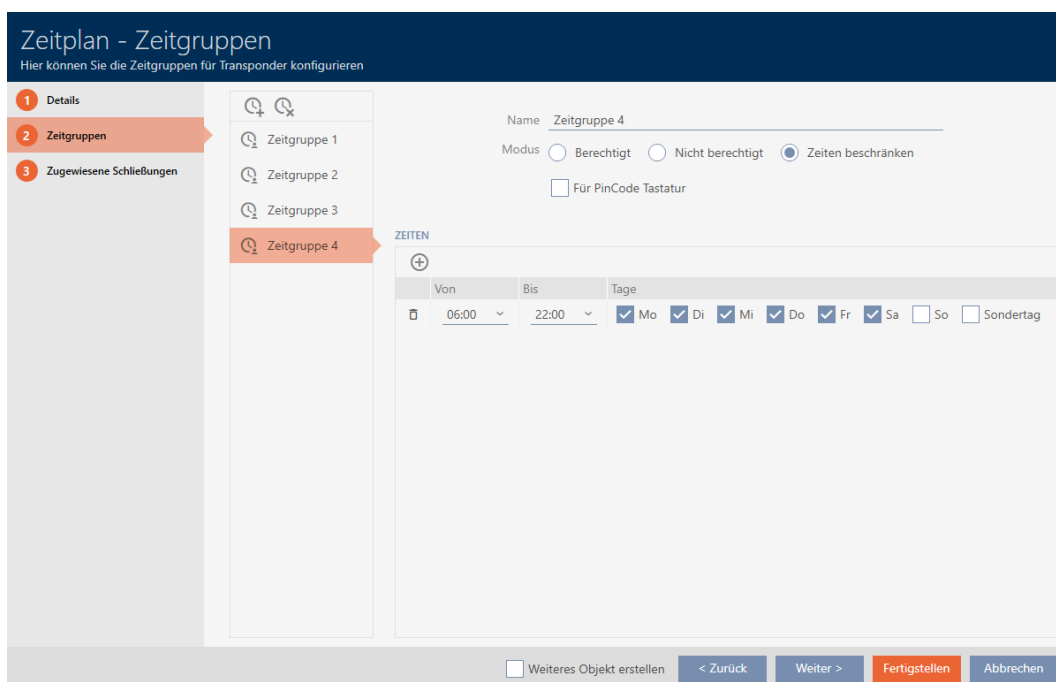 Zeitplan - Zeitgruppen
Hier können Sie die Zeitgruppen für Transponder konfigurieren
1 Details
2 Zeitgruppen
3 Zugewiesene Schließungen
Zeitgruppe 1
Zeitgruppe 2
Zeitgruppe 3
Zeitgruppe 4
Name Zeitgruppe 4
Modus Berechtigt Nicht berechtigt Zeiten beschränken
Für PinCode Tastatur
ZEITEN
Von Bis Tage
06:00 22:00 Mo Di Mi Do Fr Sa So Sondertag
Weiteres Objekt erstellen < Zurück Weiter > Fertigstellen Abbrechen